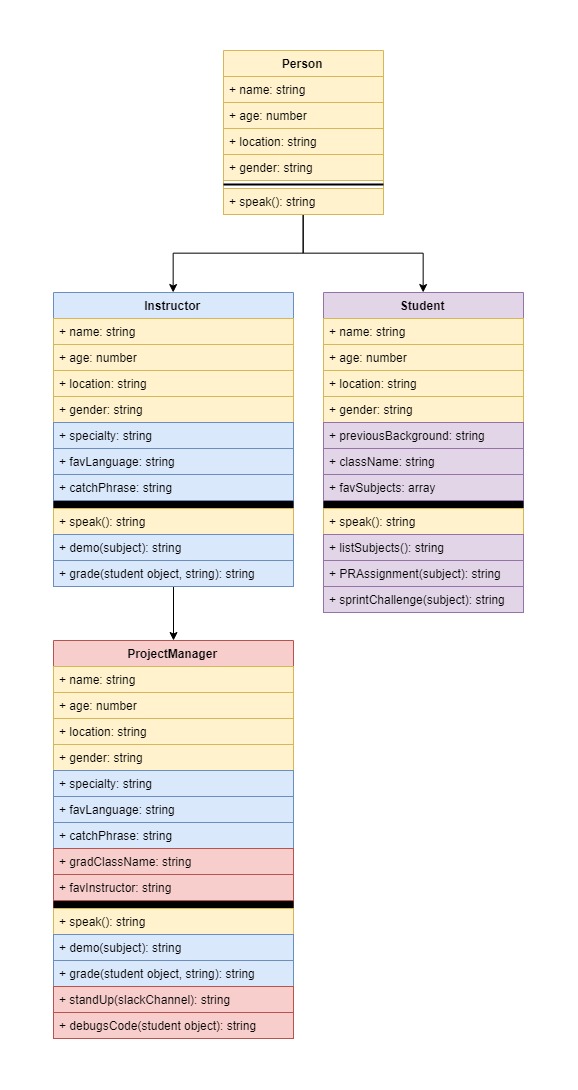 Person
+ name: string
+ age: number
+ location: string
+ gender: string
+ speak(): string
Instructor
+ name: string
+ age: number
+ location: string
+ gender: string
+ specialty: string
+ favLanguage: string
+ catchPhrase: string
+ speak(): string
+ demo(subject): string
+ grade(student object, string): string
Student
+ name: string
+ age: number
+ location: string
+ gender: string
+ previousBackground: string
+ className: string
+ favSubjects: array
+ speak(): string
+ listSubjects(): string
+ PRAssignment(subject): string
+ sprintChallenge(subject): string
ProjectManager
+ name: string
+ age: number
+ location: string
+ gender: string
+ specialty: string
+ favLanguage: string
+ catchPhrase: string
+ gradClassName: string
+ favInstructor: string
+ speak(): string
+ demo(subject): string
+ grade(student object, string): string
+ standUp(slackChannel): string
+ debugsCode(student object): string